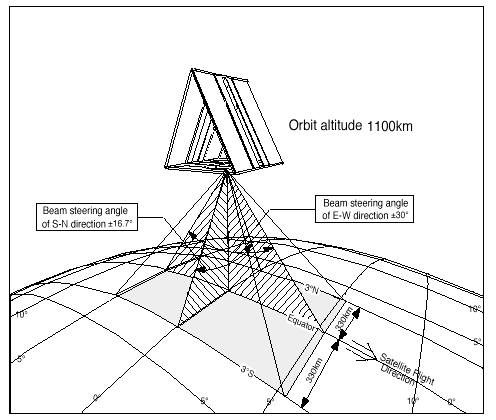 Orbit altitude 1100km
Beam steering angle
of E-W direction ±30°
Beam steering angle
of S-N direction ±16.7°
3°N
Equator
330km
330km
3°S
Satellite Flight
Direction
10°
5°
0°
5°
5°
10°
0°
5°
10°